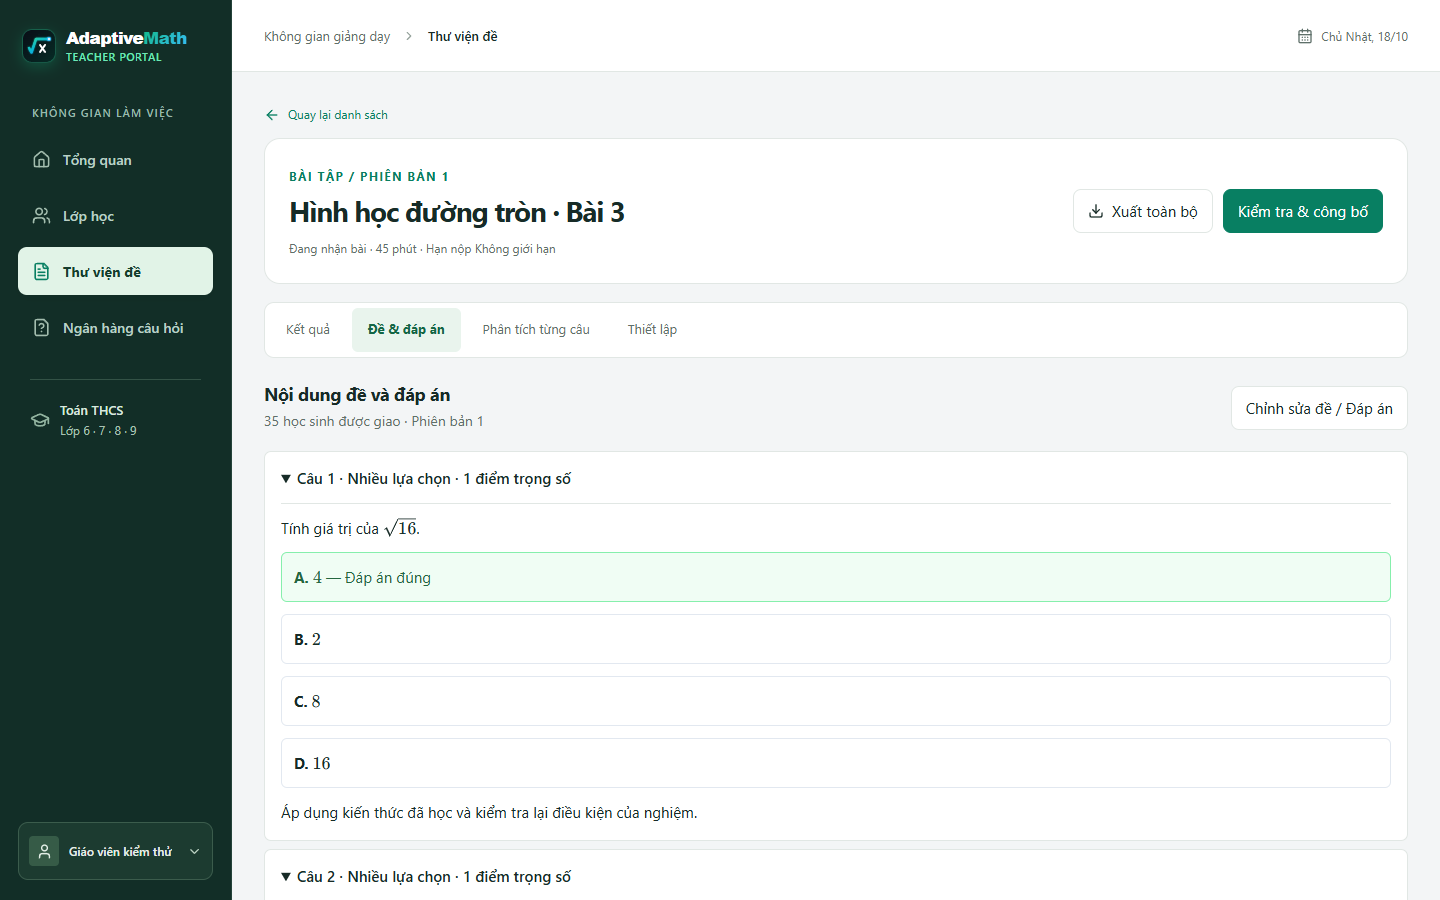 AdaptiveMath
TEACHER PORTAL
KHÔNG GIAN LÀM VIỆC
Tổng quan
Lớp học
Thư viện đề
Ngân hàng câu hỏi
Toán THCS
Lớp 6 · 7 · 8 · 9
Giáo viên kiểm thử
Không gian giảng dạy > Thư viện đề
Chủ Nhật, 18/10
← Quay lại danh sách
BÀI TẬP / PHIÊN BẢN 1
Hình học đường tròn · Bài 3
Đang nhận bài · 45 phút · Hạn nộp Không giới hạn
Xuất toàn bộ
Kiểm tra & công bố
Kết quả
Đề & đáp án
Phân tích từng câu
Thiết lập
Nội dung đề và đáp án
35 học sinh được giao · Phiên bản 1
Chỉnh sửa đề / Đáp án
▼ Câu 1 · Nhiều lựa chọn · 1 điểm trọng số
Tính giá trị của √16.
A. 4 — Đáp án đúng
B. 2
C. 8
D. 16
Áp dụng kiến thức đã học và kiểm tra lại điều kiện của nghiệm.
▼ Câu 2 · Nhiều lựa chọn · 1 điểm trọng số